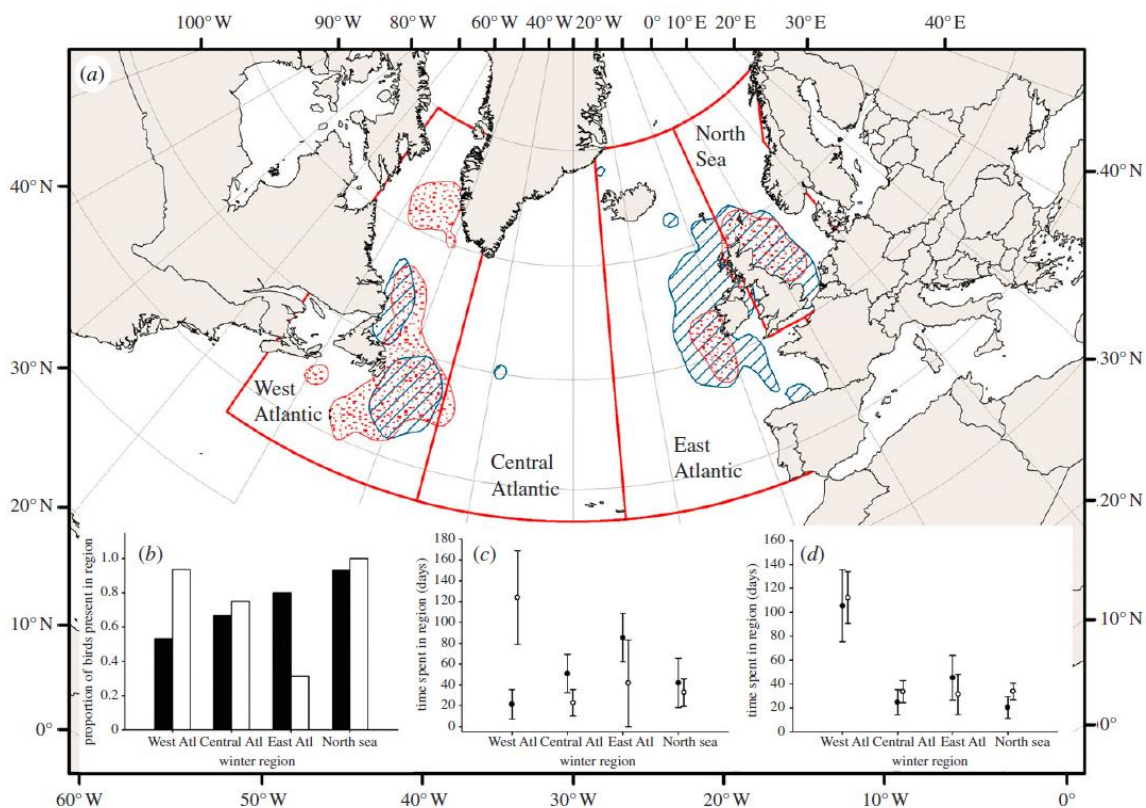 100° W 90° W 80° W 60° W 40° W 20° W 0° 10° E 20° E 30° E 40° E
(a)
North
Sea
40° N
40° N
30° N
30° N
West
Atlantic
Central
Atlantic
East
Atlantic
20° N
20° N
10° N
10° N
0°
0°
(b)
proportion of birds present in region
1.0
0.8
0.6
0.4
0.2
0
West Atl Central Atl East Atl North sea
winter region
(c)
time spent in region (days)
180
160
140
120
100
80
60
40
20
0
West Atl Central Atl East Atl North sea
winter region
(d)
time spent in region (days)
160
140
120
100
80
60
40
20
0
West Atl Central Atl East Atl North sea
winter region
60° W 50° W 40° W 30° W 20° W 10° W 0°